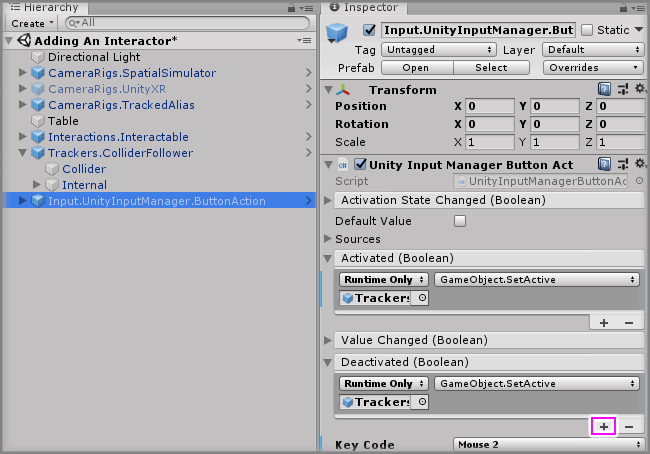 Hierarchy
Create
All
Adding An Interactor*
Directional Light
CameraRigs.SpatialSimulator
CameraRigs.UnityXR
CameraRigs.TrackedAlias
Table
Interactions.Interactable
Trackers.ColliderFollower
Collider
Internal
Input.UnityInputManager.ButtonAction
Inspector
Input.UnityInputManager.But
Static
Tag Untagged Layer Default
Prefab Open Select Overrides
Transform
Position X 0 Y 0 Z 0
Rotation X 0 Y 0 Z 0
Scale X 1 Y 1 Z 1
Unity Input Manager Button Act
Script UnityInputManagerButtonAc
Activation State Changed (Boolean)
Default Value
Sources
Activated (Boolean)
Runtime Only GameObject.SetActive
Trackers
+ −
Value Changed (Boolean)
Deactivated (Boolean)
Runtime Only GameObject.SetActive
Trackers
+ −
Key Code Mouse 2